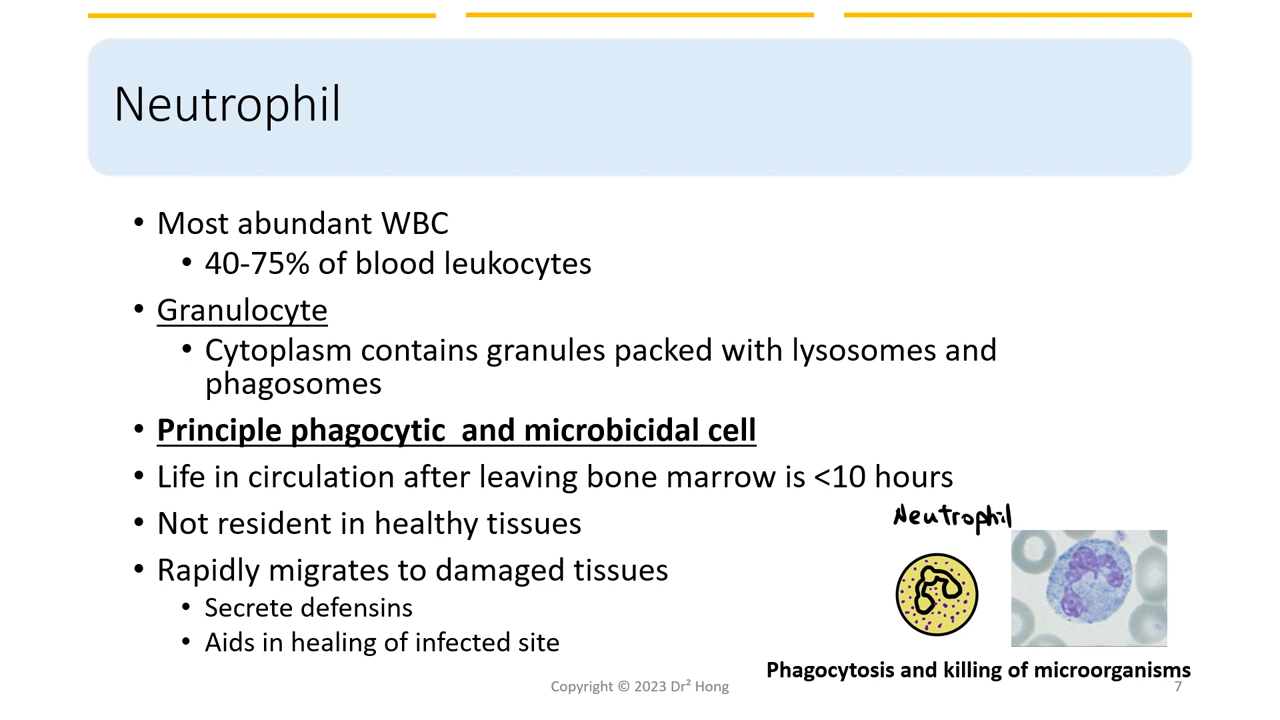 Neutrophil
• Most abundant WBC
• 40-75% of blood leukocytes
• Granulocyte
• Cytoplasm contains granules packed with lysosomes and
phagosomes
• Principle phagocytic  and microbicidal cell
• Life in circulation after leaving bone marrow is <10 hours
• Not resident in healthy tissues
• Rapidly migrates to damaged tissues
• Secrete defensins
• Aids in healing of infected site
Neutrophil
Phagocytosis and killing of microorganisms
Copyright © 2023 Dr² Hong
7